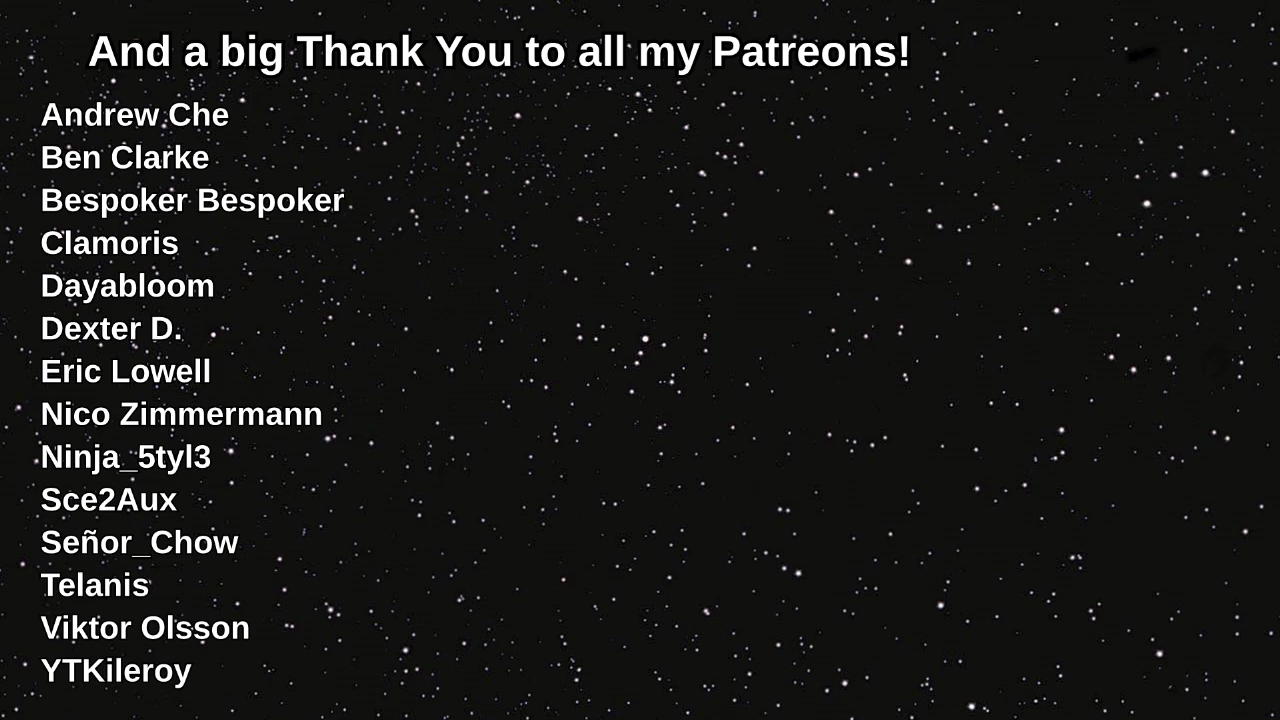 And a big Thank You to all my Patreons!
Andrew Che
Ben Clarke
Bespoker Bespoker
Clamoris
Dayabloom
Dexter D.
Eric Lowell
Nico Zimmermann
Ninja_5tyl3
Sce2Aux
Señor_Chow
Telanis
Viktor Olsson
YTKileroy